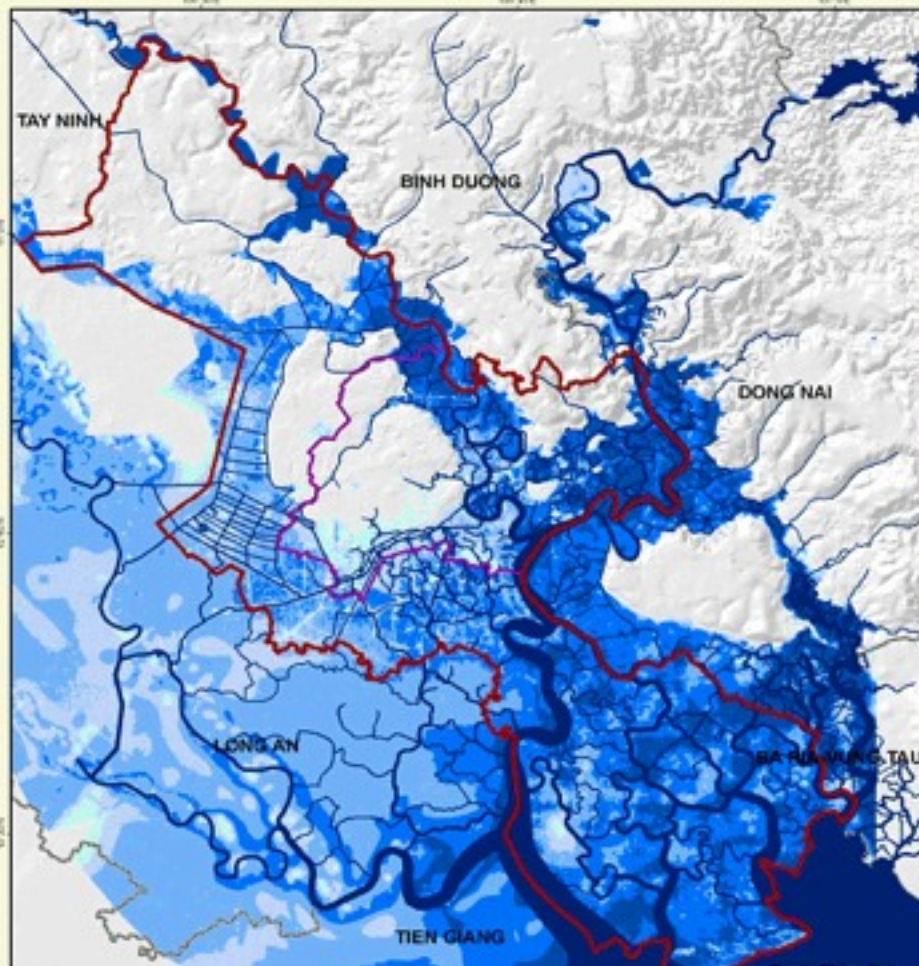 TAY NINH
BINH DUONG
DONG NAI
LONG AN
BA RIA-VUNG TAU
TIEN GIANG